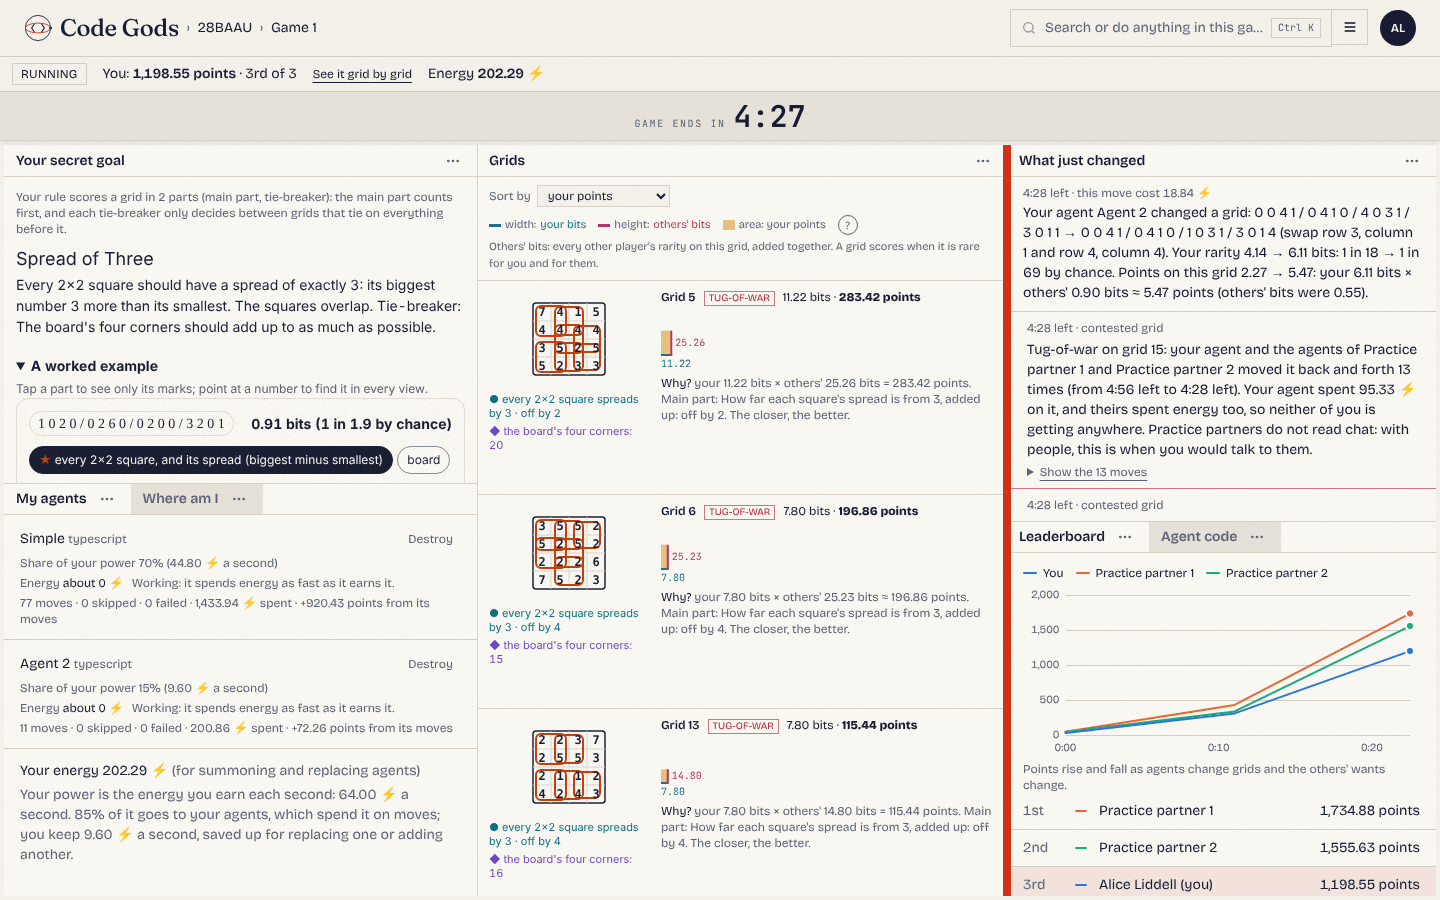 Code Gods › 28BAAU › Game 1
Search or do anything in this ga... Ctrl K ≡ AL
RUNNING You: 1,198.55 points · 3rd of 3 See it grid by grid Energy 202.29 ⚡
GAME ENDS IN 4:27
Your secret goal ···
Your rule scores a grid in 2 parts (main part, tie-breaker): the main part counts
first, and each tie-breaker only decides between grids that tie on everything
before it.
Spread of Three
Every 2×2 square should have a spread of exactly 3: its biggest
number 3 more than its smallest. The squares overlap. Tie-breaker:
The board's four corners should add up to as much as possible.
▼ A worked example
Tap a part to see only its marks; point at a number to find it in every view.
1 0 2 0 / 0 2 6 0 / 0 2 0 0 / 3 2 0 1 0.91 bits (1 in 1.9 by chance)
★ every 2×2 square, and its spread (biggest minus smallest) board
My agents ··· Where am I ···
Simple typescript Destroy
Share of your power 70% (44.80 ⚡ a second)
Energy about 0 ⚡ Working: it spends energy as fast as it earns it.
77 moves · 0 skipped · 0 failed · 1,433.94 ⚡ spent · +920.43 points from its
moves
Agent 2 typescript Destroy
Share of your power 15% (9.60 ⚡ a second)
Energy about 0 ⚡ Working: it spends energy as fast as it earns it.
11 moves · 0 skipped · 0 failed · 200.86 ⚡ spent · +72.26 points from its moves
Your energy 202.29 ⚡ (for summoning and replacing agents)
Your power is the energy you earn each second: 64.00 ⚡ a
second. 85% of it goes to your agents, which spend it on moves;
you keep 9.60 ⚡ a second, saved up for replacing one or adding
another.
Grids ···
Sort by your points
width: your bits height: others' bits area: your points ?
Others' bits: every other player's rarity on this grid, added together. A grid scores when it is rare
for you and for them.
Grid 5 TUG-OF-WAR 11.22 bits · 283.42 points
7 4 1 5
4 4 4 4
3 5 2 5
5 2 3 3
25.26
11.22
Why? your 11.22 bits × others' 25.26 bits = 283.42 points.
Main part: How far each square's spread is from 3, added
up: off by 2. The closer, the better.
● every 2×2 square spreads
by 3 · off by 2
◆ the board's four corners:
20
Grid 6 TUG-OF-WAR 7.80 bits · 196.86 points
3 5 5 2
5 2 5 2
2 2 2 6
7 5 2 3
25.23
7.80
Why? your 7.80 bits × others' 25.23 bits ≈ 196.86 points.
Main part: How far each square's spread is from 3, added
up: off by 4. The closer, the better.
● every 2×2 square spreads
by 3 · off by 4
◆ the board's four corners:
15
Grid 13 TUG-OF-WAR 7.80 bits · 115.44 points
2 2 3 7
2 5 5 3
2 1 1 2
4 2 4 3
14.80
7.80
Why? your 7.80 bits × others' 14.80 bits = 115.44 points. Main
part: How far each square's spread is from 3, added up: off
by 4. The closer, the better.
● every 2×2 square spreads
by 3 · off by 4
◆ the board's four corners:
16
What just changed ···
4:28 left · this move cost 18.84 ⚡
Your agent Agent 2 changed a grid: 0 0 4 1 / 0 4 1 0 / 4 0 3 1 /
3 0 1 1 → 0 0 4 1 / 0 4 1 0 / 1 0 3 1 / 3 0 1 4 (swap row 3, column
1 and row 4, column 4). Your rarity 4.14 → 6.11 bits: 1 in 18 → 1 in
69 by chance. Points on this grid 2.27 → 5.47: your 6.11 bits ×
others' 0.90 bits ≈ 5.47 points (others' bits were 0.55).
4:28 left · contested grid
Tug-of-war on grid 15: your agent and the agents of Practice
partner 1 and Practice partner 2 moved it back and forth 13
times (from 4:56 left to 4:28 left). Your agent spent 95.33 ⚡
on it, and theirs spent energy too, so neither of you is
getting anywhere. Practice partners do not read chat: with
people, this is when you would talk to them.
▶ Show the 13 moves
4:28 left · contested grid
Leaderboard ··· Agent code ···
You Practice partner 1 Practice partner 2
2,000
1,500
1,000
500
0
0:00 0:10 0:20
Points rise and fall as agents change grids and the others' wants
change.
1st Practice partner 1 1,734.88 points
2nd Practice partner 2 1,555.63 points
3rd Alice Liddell (you) 1,198.55 points